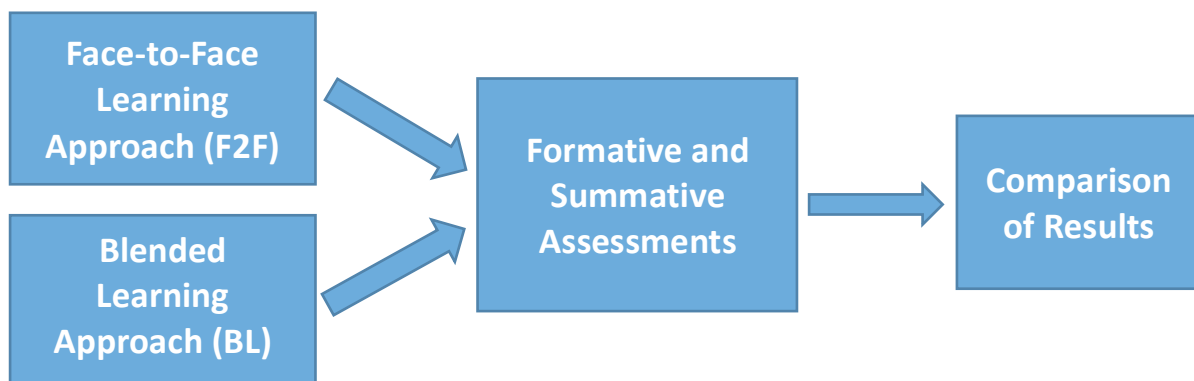 Face-to-Face
Learning
Approach (F2F)
Blended
Learning
Approach (BL)
Formative and
Summative
Assessments
Comparison
of Results